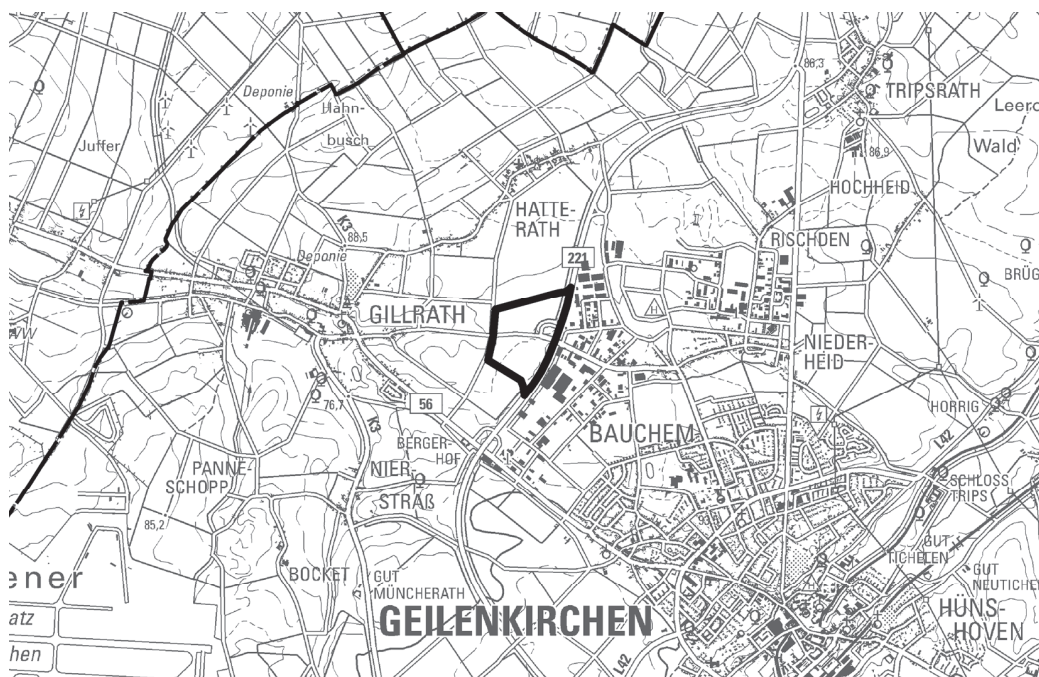 86,3
TRIPSRATH
Deponie
Hahn-
busch
Leero
Juffer
Wald
86,9
HOCHHEID
HATTE-
RATH
K3
88,5
RISCHDEN
Deponie
221
BRÜG
GILLRATH
H
NIEDER-
HEID
56
76,7
K3
HORRIG
BERGER-
HOF
BAUCHEM
L42
PANNE-
SCHOPP
NIER-
STRAß
SCHLOSS
TRIPS
85,2
GUT
TICHELEN
ener
BOCKET
GUT
MÜNCHERATH
GUT
NEUTICHE
GEILENKIRCHEN
HÜNS-
HOVEN
atz
hen
L42
L42